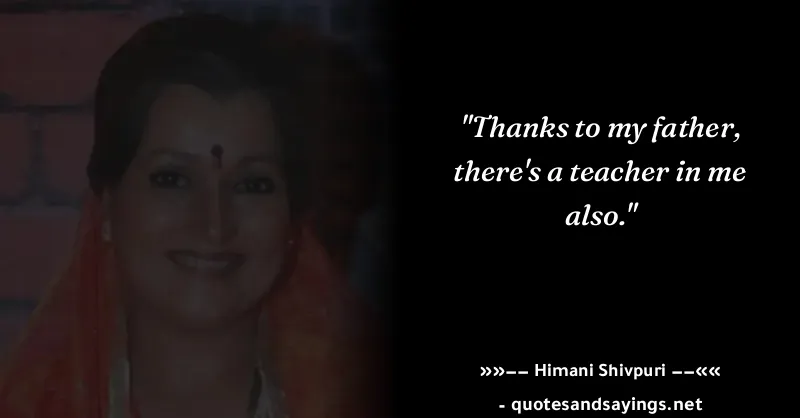 "Thanks to my father,
there's a teacher in me
also."
»»−− Himani Shivpuri −−««
- quotesandsayings.net